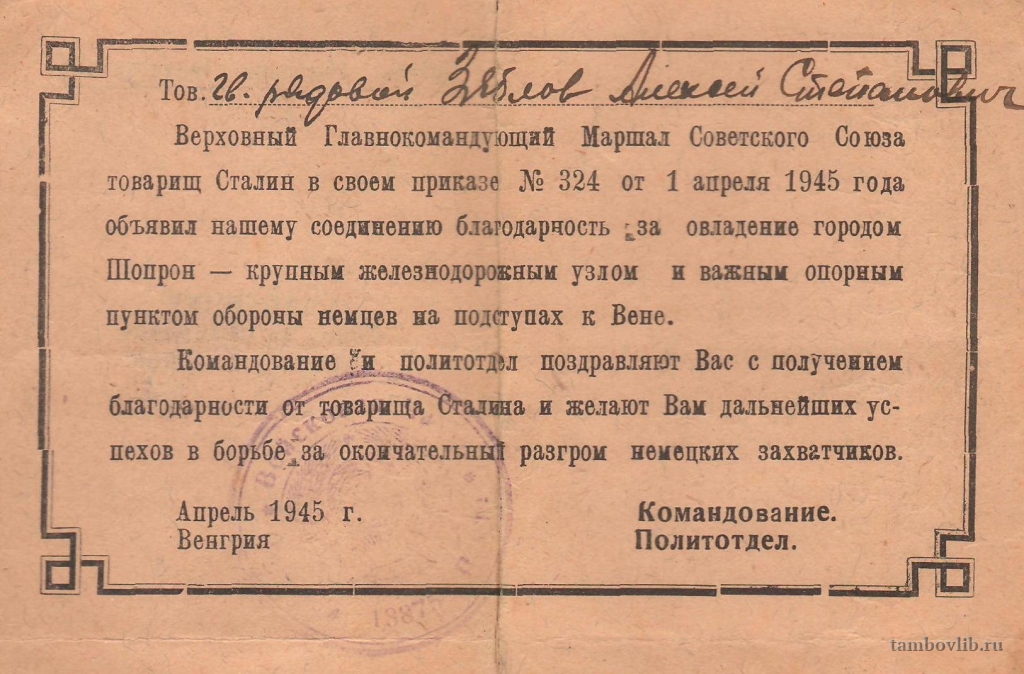 Тов. гв. рядовой Зяблов Алексей Степанович
Верховный Главнокомандующий Маршал Советского Союза
товарищ Сталин в своем приказе № 324 от 1 апреля 1945 года
объявил нашему соединению благодарность за овладение городом
Шопрон — крупным железнодорожным узлом и важным опорным
пунктом обороны немцев на подступах к Вене.
Командование и политотдел поздравляют Вас с получением
благодарности от товарища Сталина и желают Вам дальнейших ус-
пехов в борьбе за окончательный разгром немецких захватчиков.
Апрель 1945 г.
Венгрия
Командование.
Политотдел.
tambovlib.ru